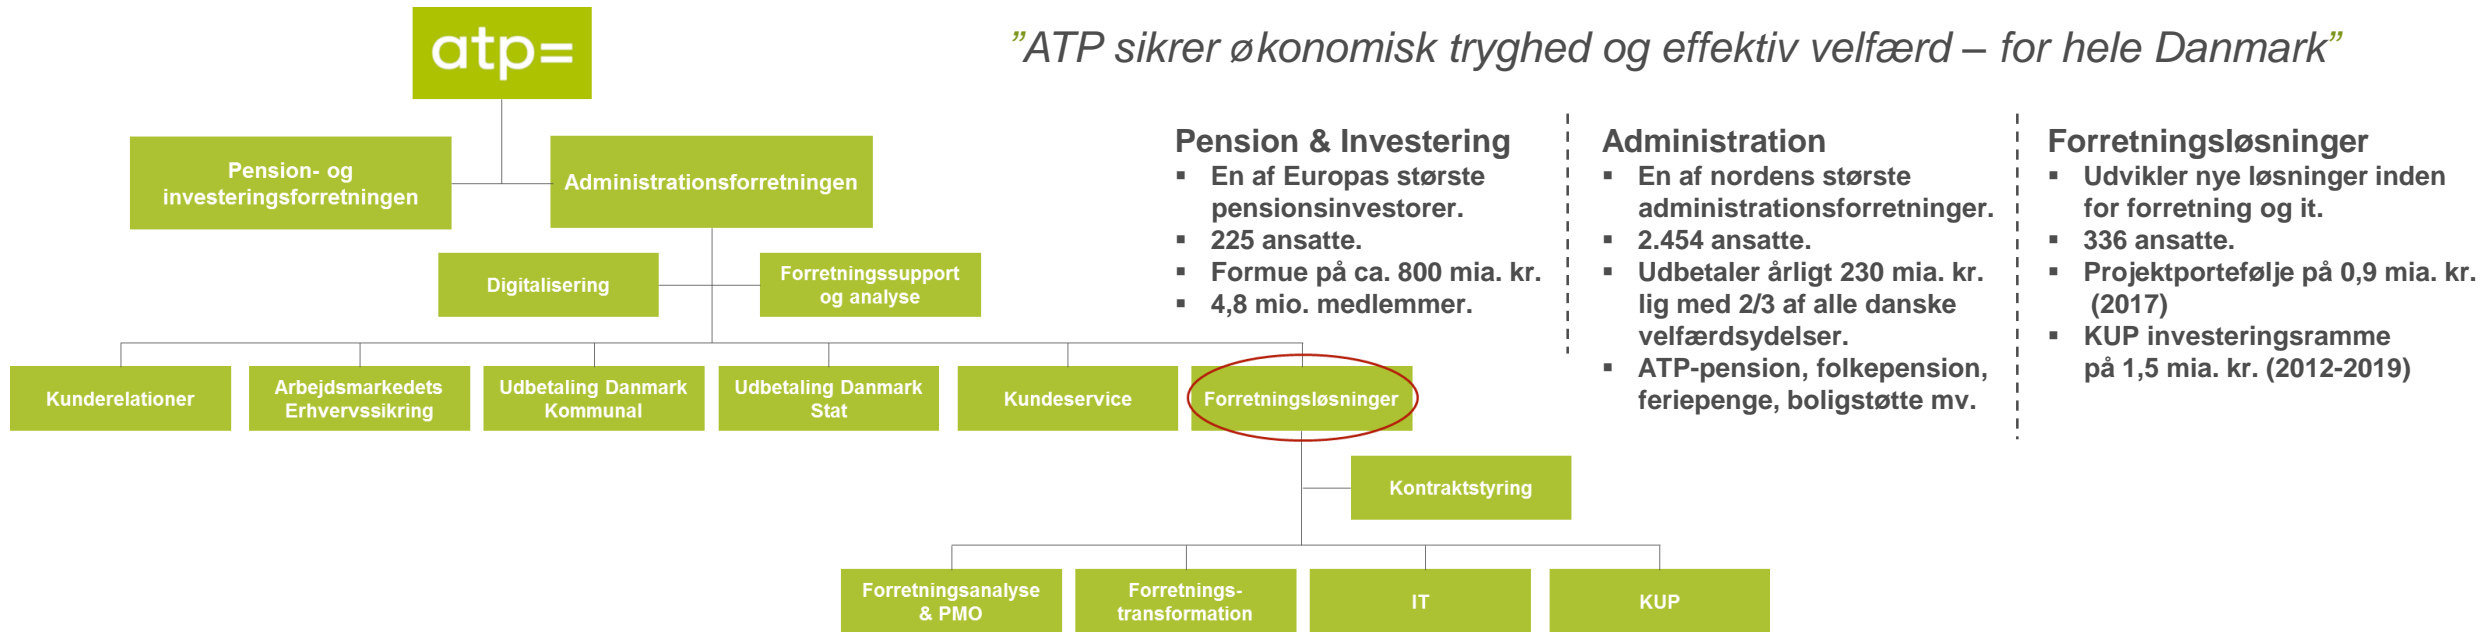 atp=
"ATP sikrer økonomisk tryghed og effektiv velfærd – for hele Danmark"
Pension- og
investeringsforretningen
Administrationsforretningen
Digitalisering
Forretningssupport
og analyse
Kunderelationer
Arbejdsmarkedets
Erhvervssikring
Udbetaling Danmark
Kommunal
Udbetaling Danmark
Stat
Kundeservice
Forretningsløsninger
Kontraktstyring
Forretningsanalyse
& PMO
Forretnings-
transformation
IT
KUP
Pension & Investering
▪ En af Europas største
pensionsinvestorer.
▪ 225 ansatte.
▪ Formue på ca. 800 mia. kr.
▪ 4,8 mio. medlemmer.
Administration
▪ En af nordens største
administrationsforretninger.
▪ 2.454 ansatte.
▪ Udbetaler årligt 230 mia. kr.
lig med 2/3 af alle danske
velfærdsydelser.
▪ ATP-pension, folkepension,
feriepenge, boligstøtte mv.
Forretningsløsninger
▪ Udvikler nye løsninger inden
for forretning og it.
▪ 336 ansatte.
▪ Projektportefølje på 0,9 mia. kr.
(2017)
▪ KUP investeringsramme
på 1,5 mia. kr. (2012-2019)